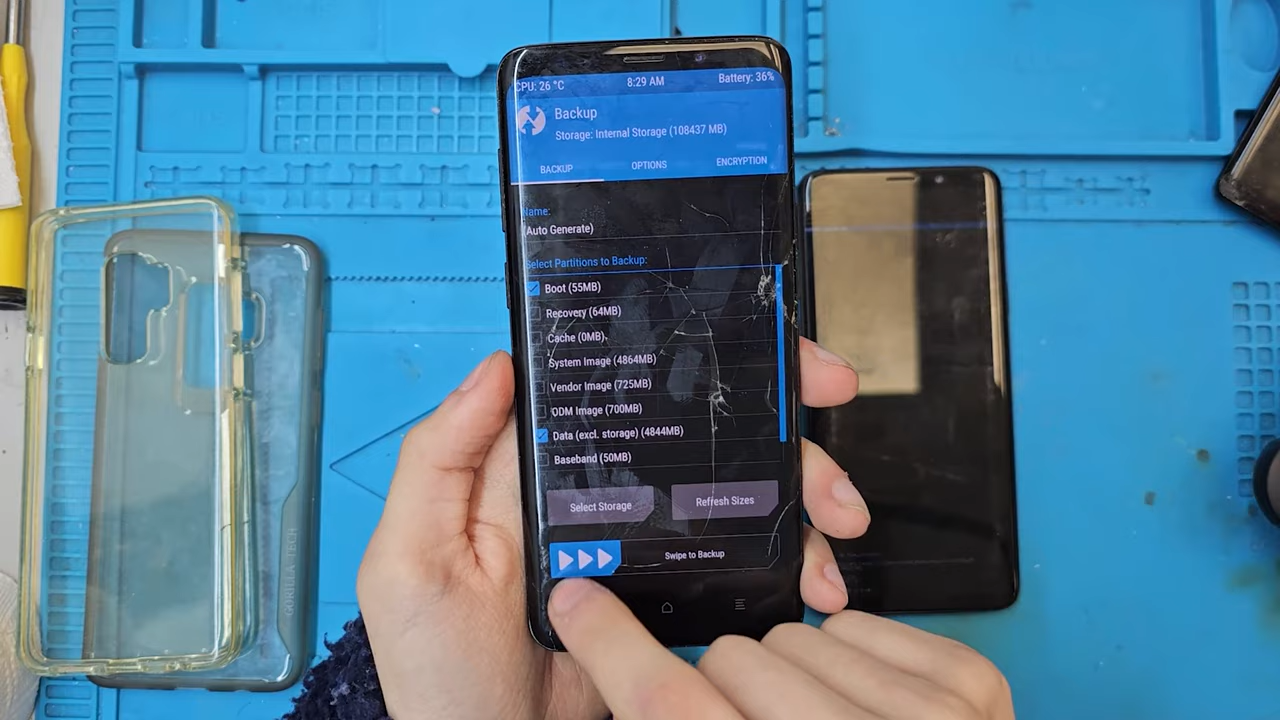 CPU: 26 °C 8:29 AM Battery: 36%
Backup
Storage: Internal Storage (108437 MB)
BACKUP OPTIONS ENCRYPTION
Name:
(Auto Generate)
Select Partitions to Backup:
Boot (55MB)
Recovery (64MB)
Cache (0MB)
System Image (4864MB)
Vendor Image (725MB)
ODM Image (700MB)
Data (excl. storage) (4844MB)
Baseband (50MB)
Select Storage Refresh Sizes
Swipe to Backup
GORILLA TECH